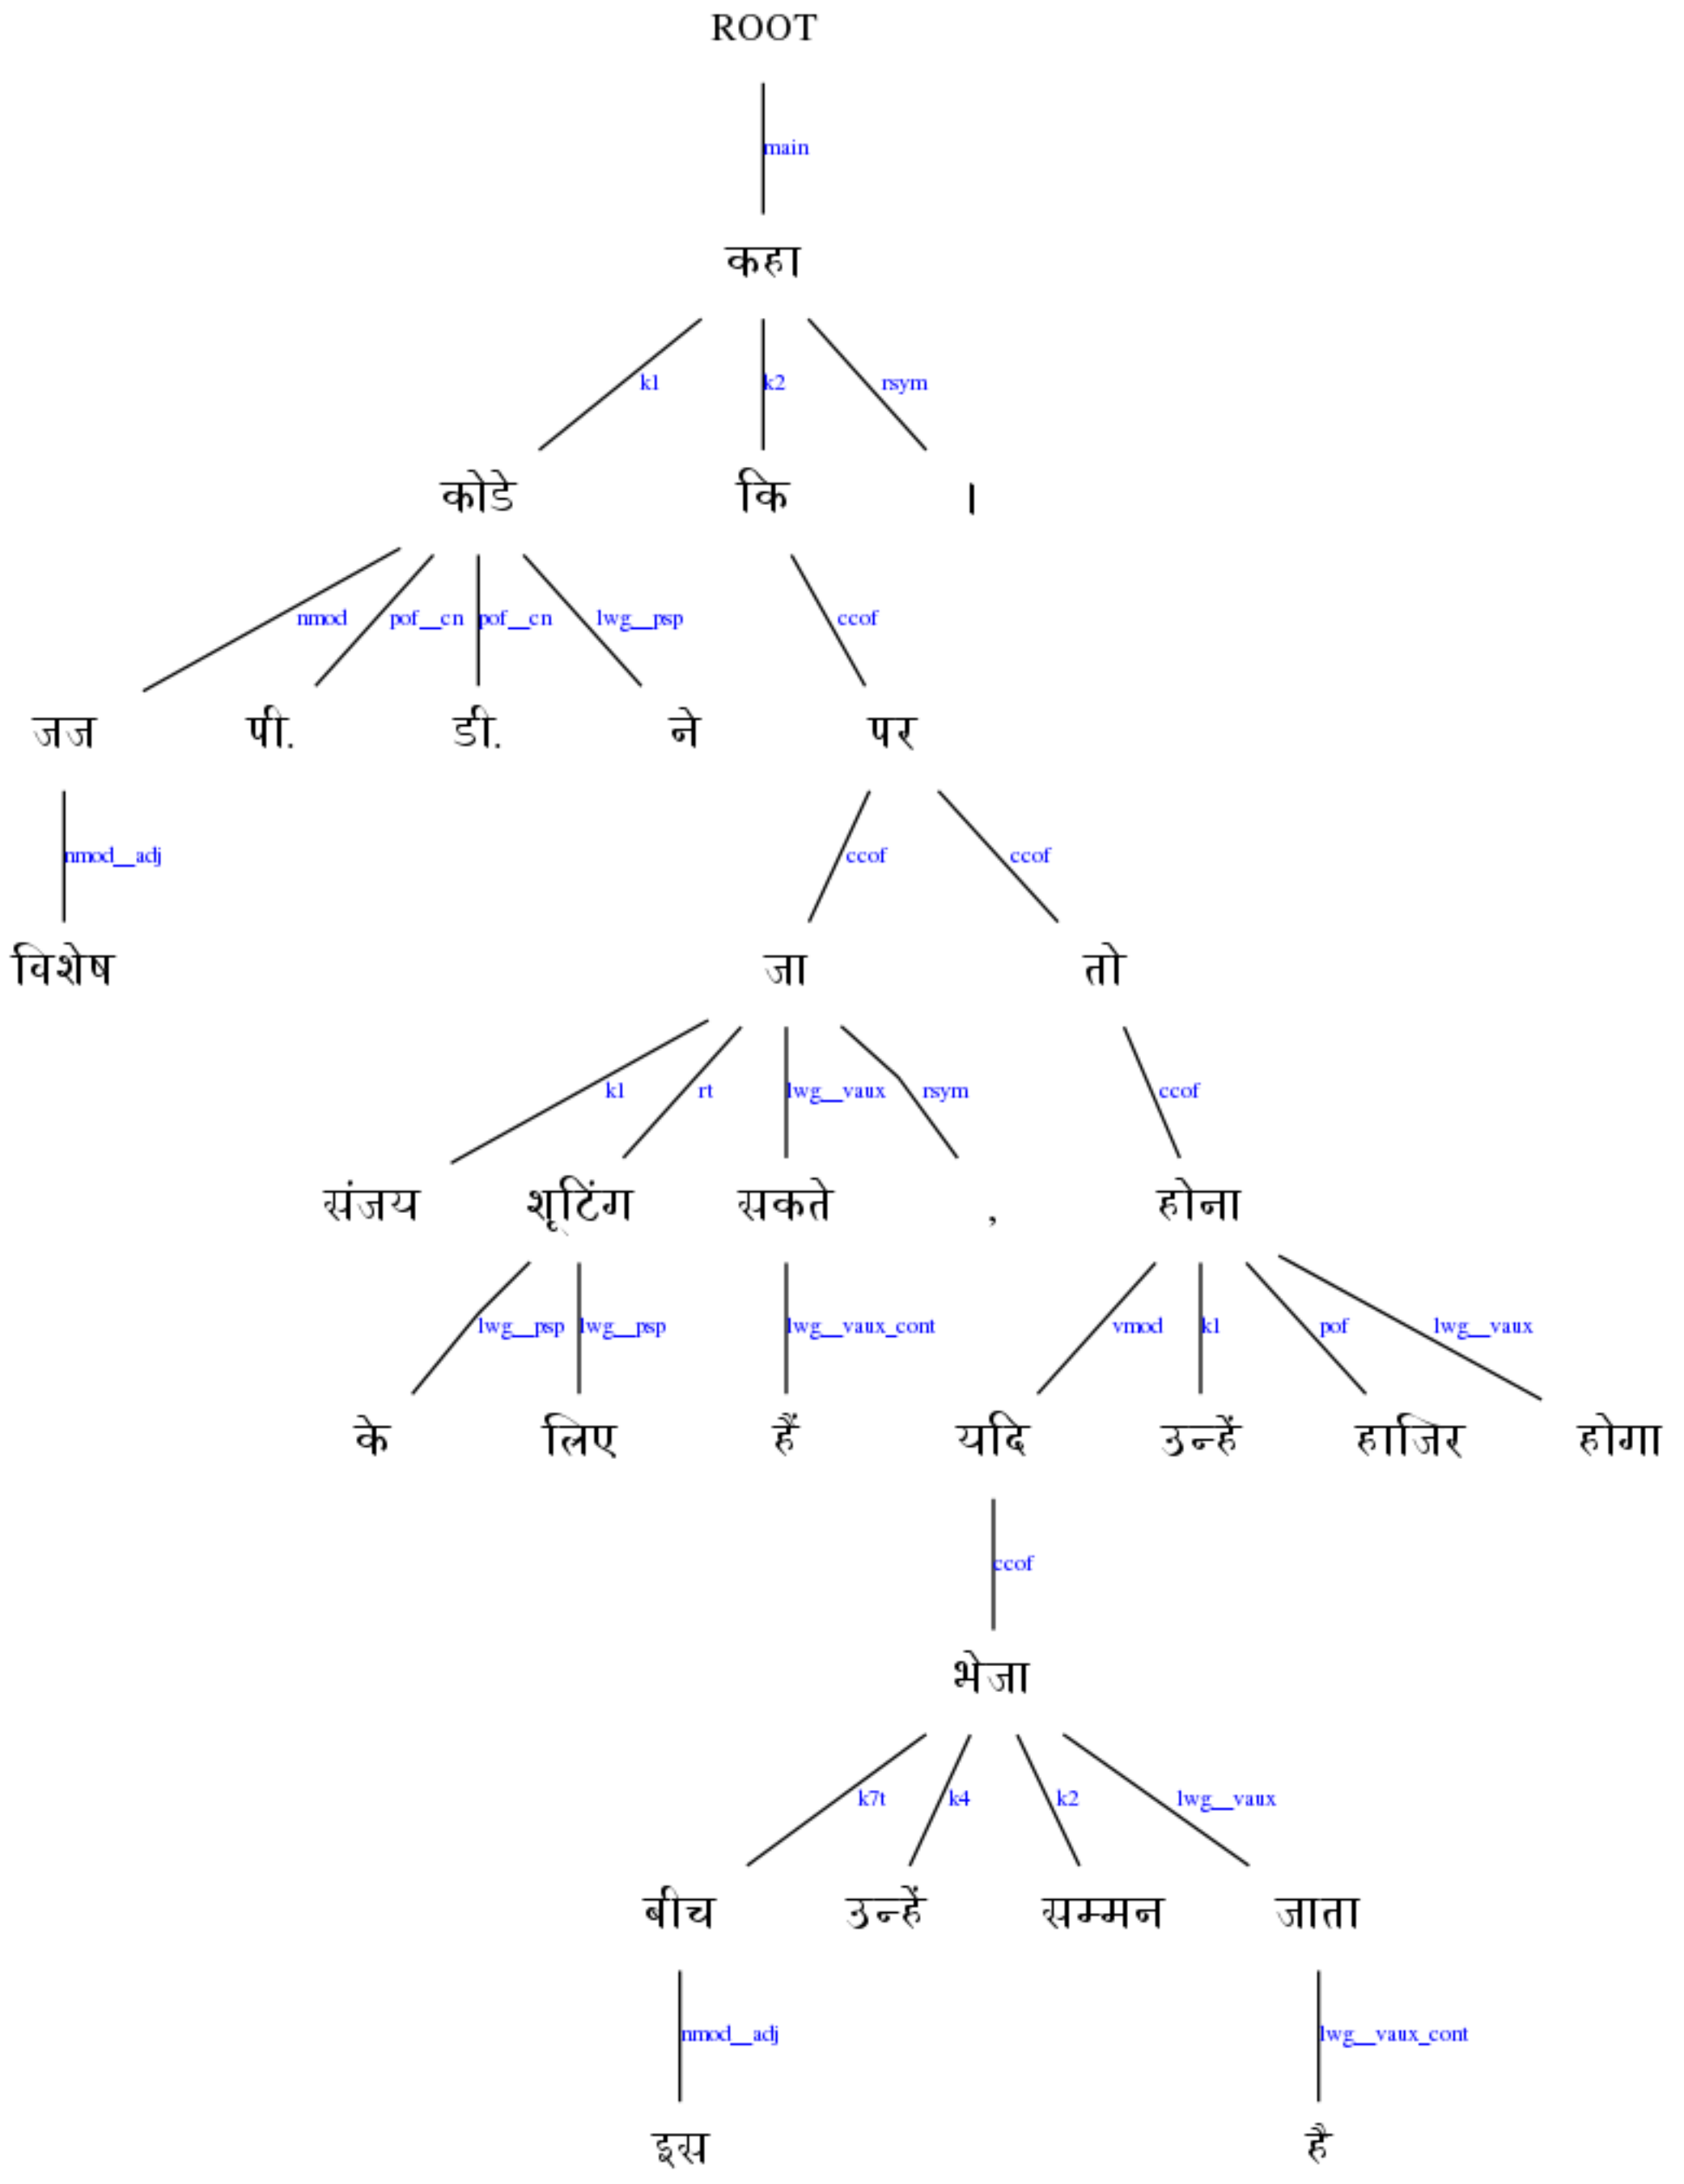 ROOT
main
कहा
k1 k2 rsym
कोडे कि ।
nmod pof__cn pof__cn lwg__psp ccof
जज पी. डी. ने पर
nmod__adj ccof ccof
विशेष जा तो
k1 rt lwg__vaux rsym ccof
संजय शूटिंग सकते , होना
lwg__psp lwg__psp lwg__vaux_cont vmod k1 pof lwg__vaux
के लिए हैं यदि उन्हें हाजिर होगा
ccof
भेजा
k7t k4 k2 lwg__vaux
बीच उन्हें सम्मन जाता
nmod__adj lwg__vaux_cont
इस है